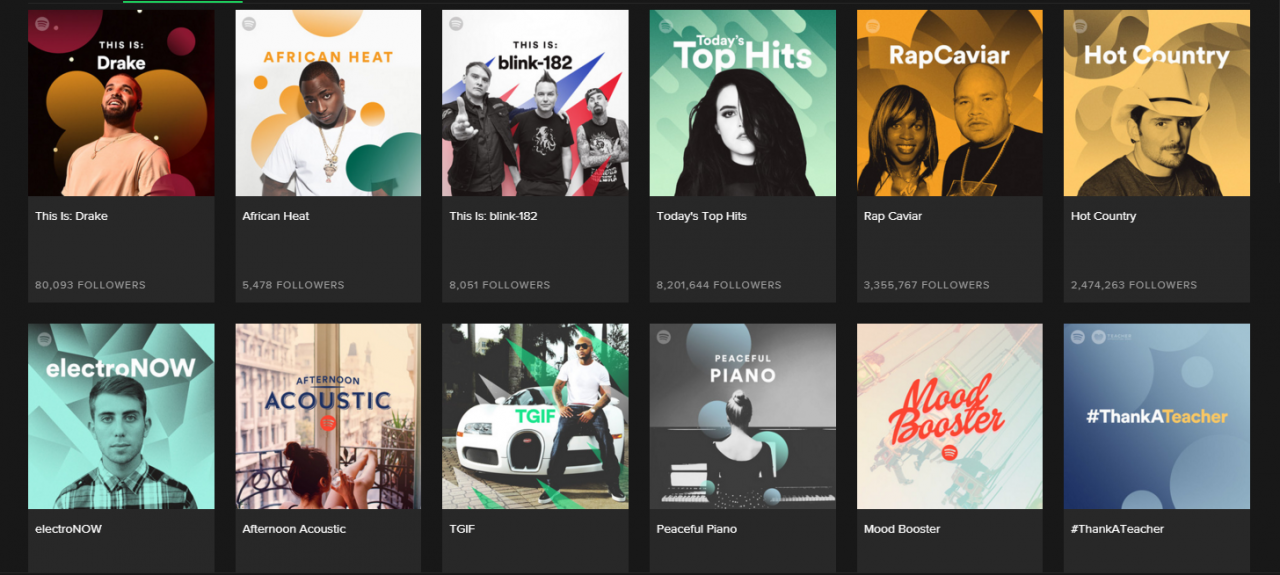 THIS IS:
Drake
AFRICAN HEAT
THIS IS:
blink-182
Today's
Top Hits
RapCaviar
Hot Country
This Is: Drake
African Heat
This Is: blink-182
Today's Top Hits
Rap Caviar
Hot Country
80,093 FOLLOWERS
5,478 FOLLOWERS
8,051 FOLLOWERS
8,201,644 FOLLOWERS
3,355,767 FOLLOWERS
2,474,263 FOLLOWERS
electroNOW
AFTERNOON
ACOUSTIC
TGIF
PEACEFUL
PIANO
Mood
Booster
#ThankATeacher
electroNOW
Afternoon Acoustic
TGIF
Peaceful Piano
Mood Booster
#ThankATeacher